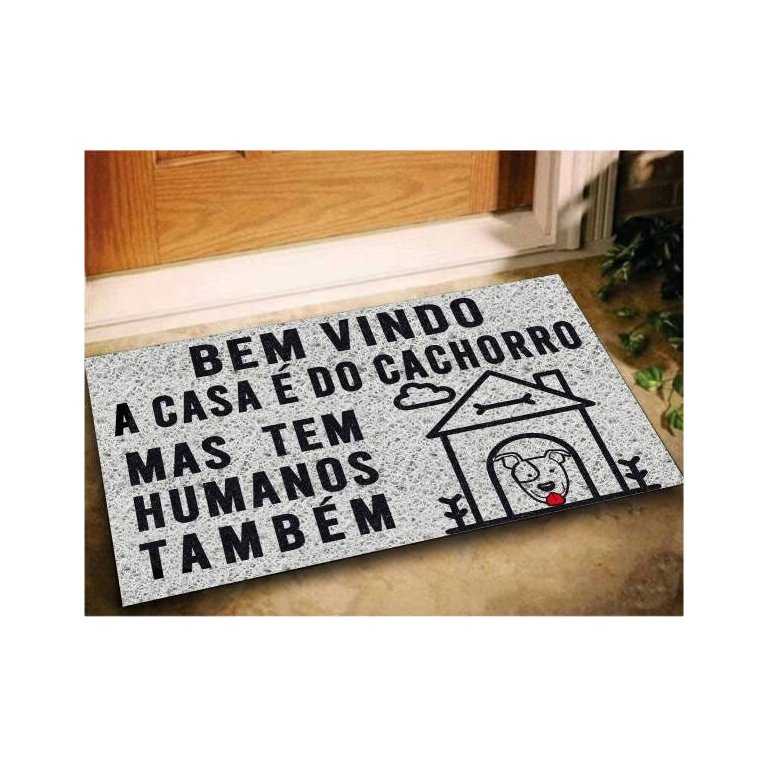 BEM VINDO
A CASA É DO CACHORRO
MAS TEM
HUMANOS
TAMBÉM